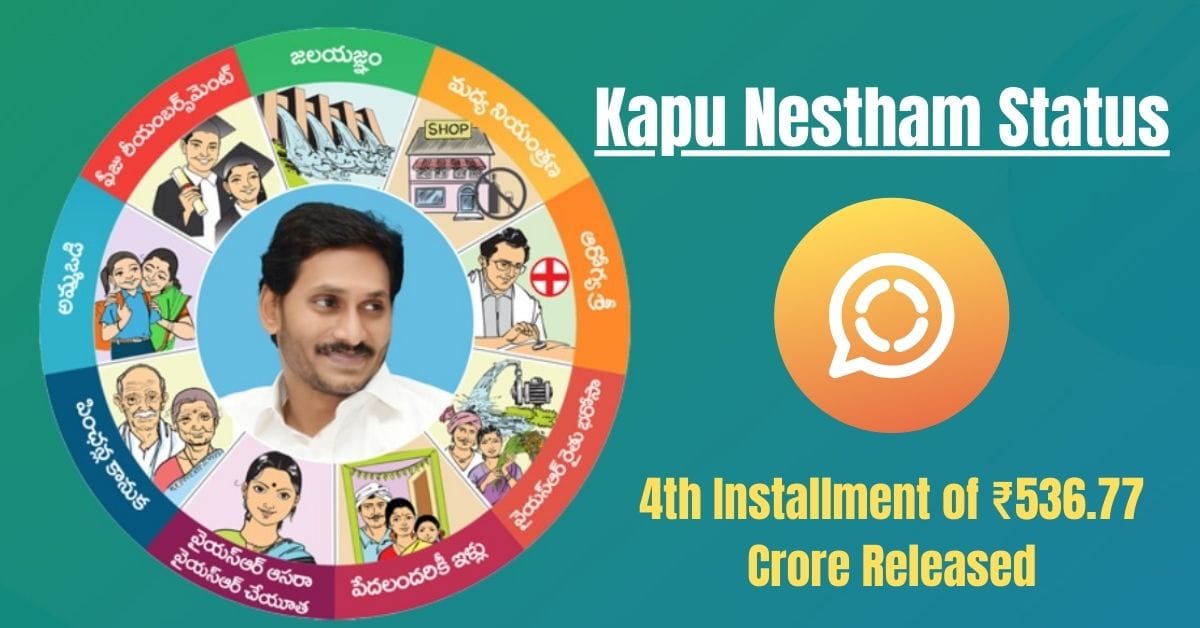 జలయజ్ఞం
మద్య నియంత్రణ
ఆరోగ్య శ్రీ
వైయస్ఆర్ రైతు భరోసా
పేదలందరికీ ఇళ్లు
వైయస్ఆర్ ఆసరా
వైయస్ఆర్ చేయూత
పింఛన్ల కానుక
అమ్మఒడి
ఫీజు రీయింబర్స్‌మెంట్
SHOP
Kapu Nestham Status
4th Installment of ₹536.77
Crore Released